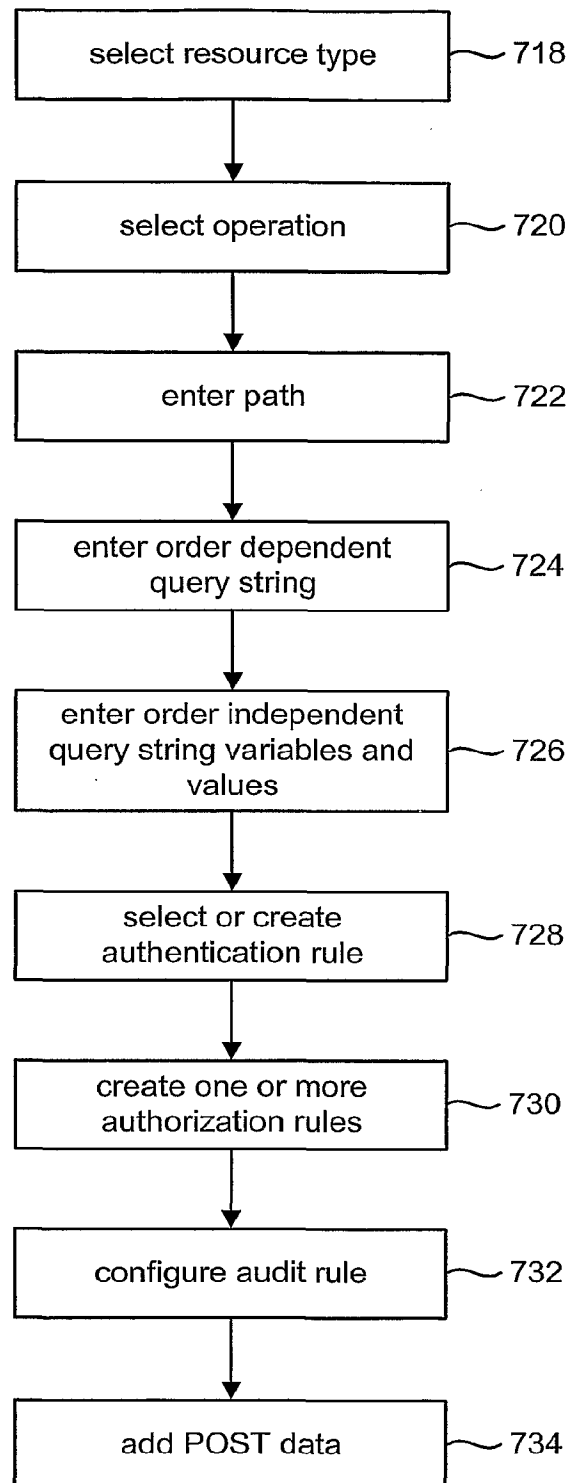 select resource type
718
select operation
720
enter path
722
enter order dependent
query string
724
enter order independent
query string variables and
values
726
select or create
authentication rule
728
create one or more
authorization rules
730
configure audit rule
732
add POST data
734